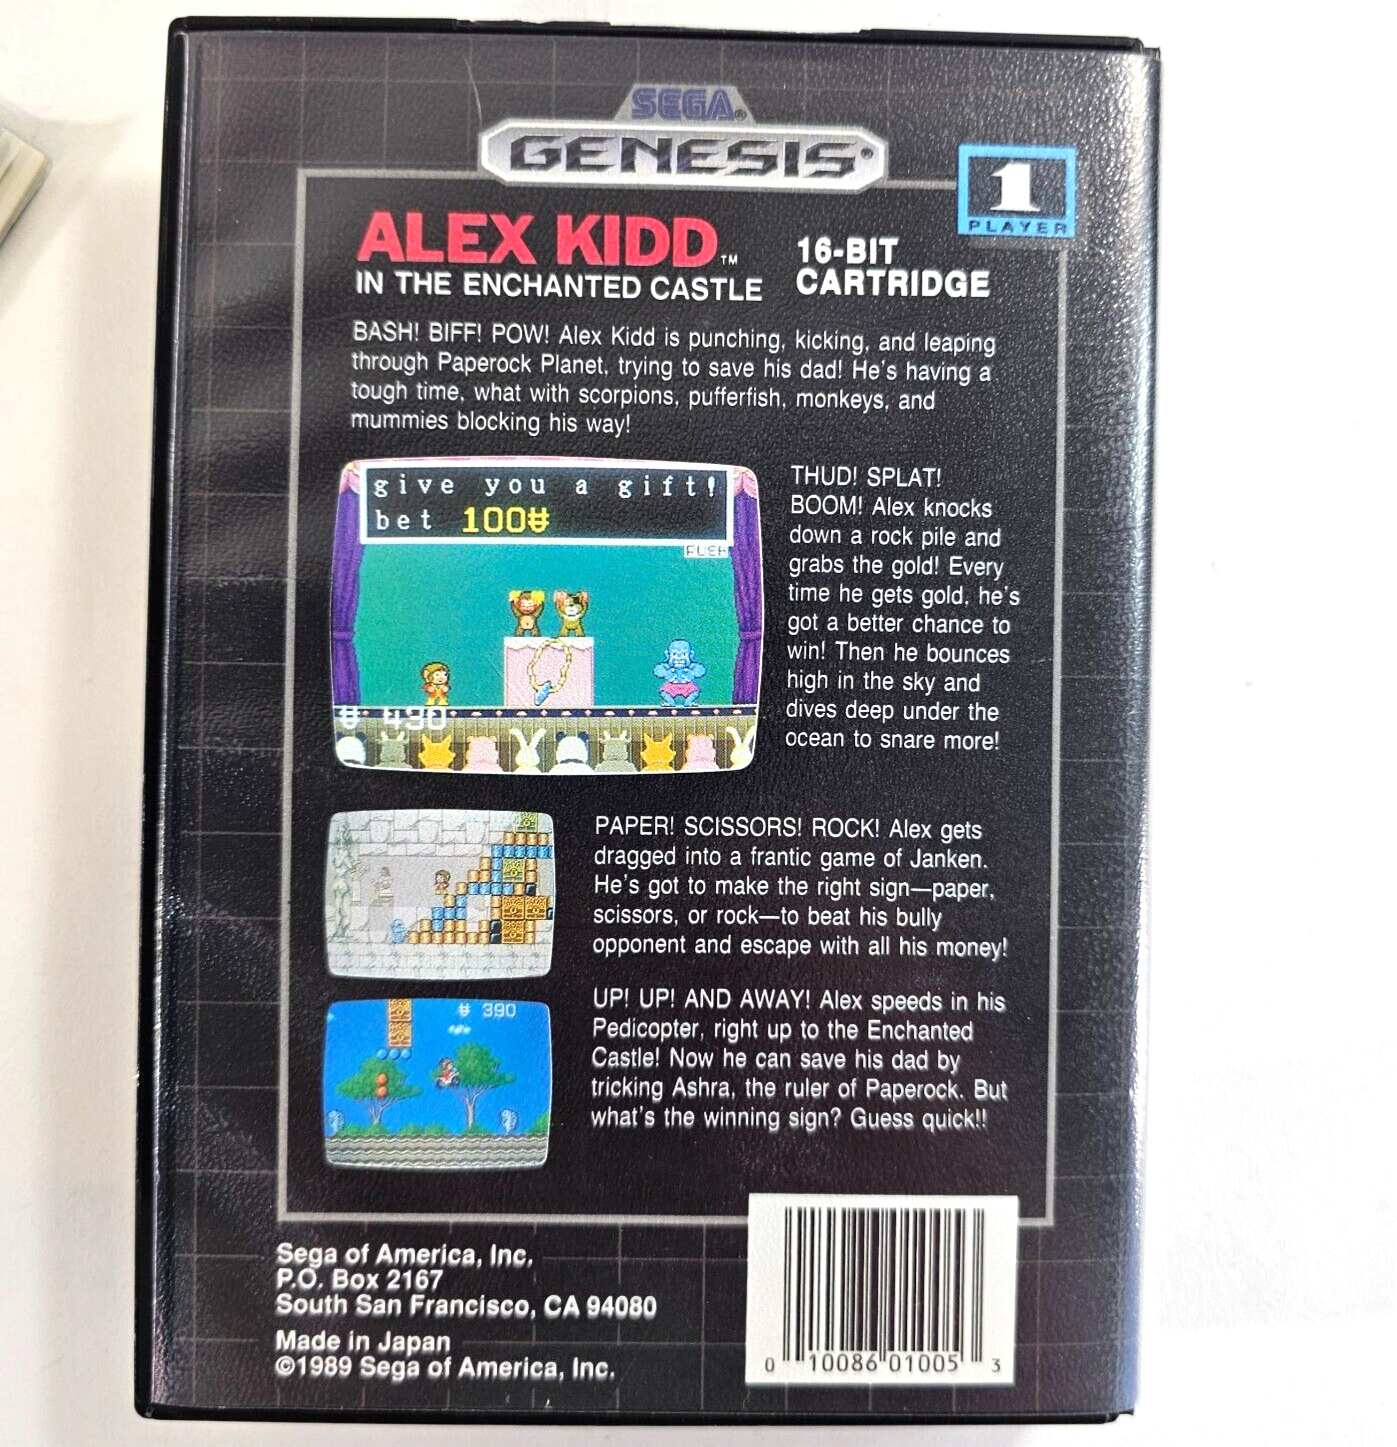 SEGA®
GENESIS®
1
PLAYER
ALEX KIDD™
IN THE ENCHANTED CASTLE
16-BIT
CARTRIDGE
BASH! BIFF! POW! Alex Kidd is punching, kicking, and leaping
through Paperock Planet, trying to save his dad! He's having a
tough time, what with scorpions, pufferfish, monkeys, and
mummies blocking his way!
give you a gift!
bet 100
PUSH
490
THUD! SPLAT!
BOOM! Alex knocks
down a rock pile and
grabs the gold! Every
time he gets gold, he's
got a better chance to
win! Then he bounces
high in the sky and
dives deep under the
ocean to snare more!
PAPER! SCISSORS! ROCK! Alex gets
dragged into a frantic game of Janken.
He's got to make the right sign—paper,
scissors, or rock—to beat his bully
opponent and escape with all his money!
390
UP! UP! AND AWAY! Alex speeds in his
Pedicopter, right up to the Enchanted
Castle! Now he can save his dad by
tricking Ashra, the ruler of Paperock. But
what's the winning sign? Guess quick!!
Sega of America, Inc.
P.O. Box 2167
South San Francisco, CA 94080
Made in Japan
©1989 Sega of America, Inc.
0 10086 01005 3